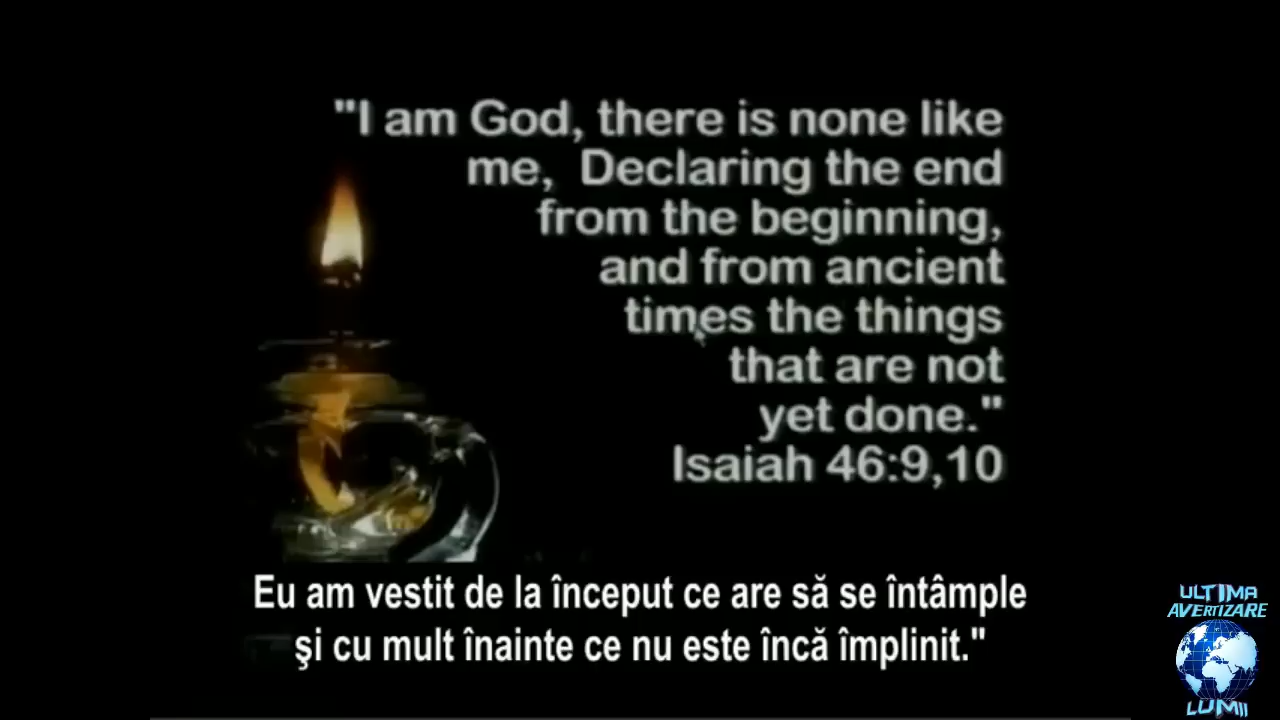 "I am God, there is none like
me, Declaring the end
from the beginning,
and from ancient
times the things
that are not
yet done."
Isaiah 46:9,10
Eu am vestit de la început ce are să se întâmple
şi cu mult înainte ce nu este încă împlinit."
ULTIMA
AVERTIZARE
LUMII